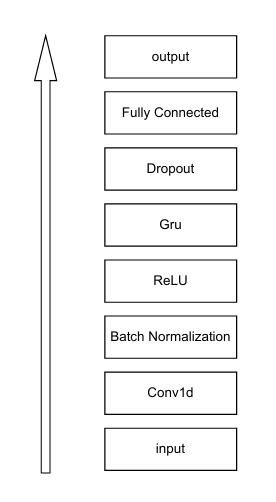 output
Fully Connected
Dropout
Gru
ReLU
Batch Normalization
Conv1d
input